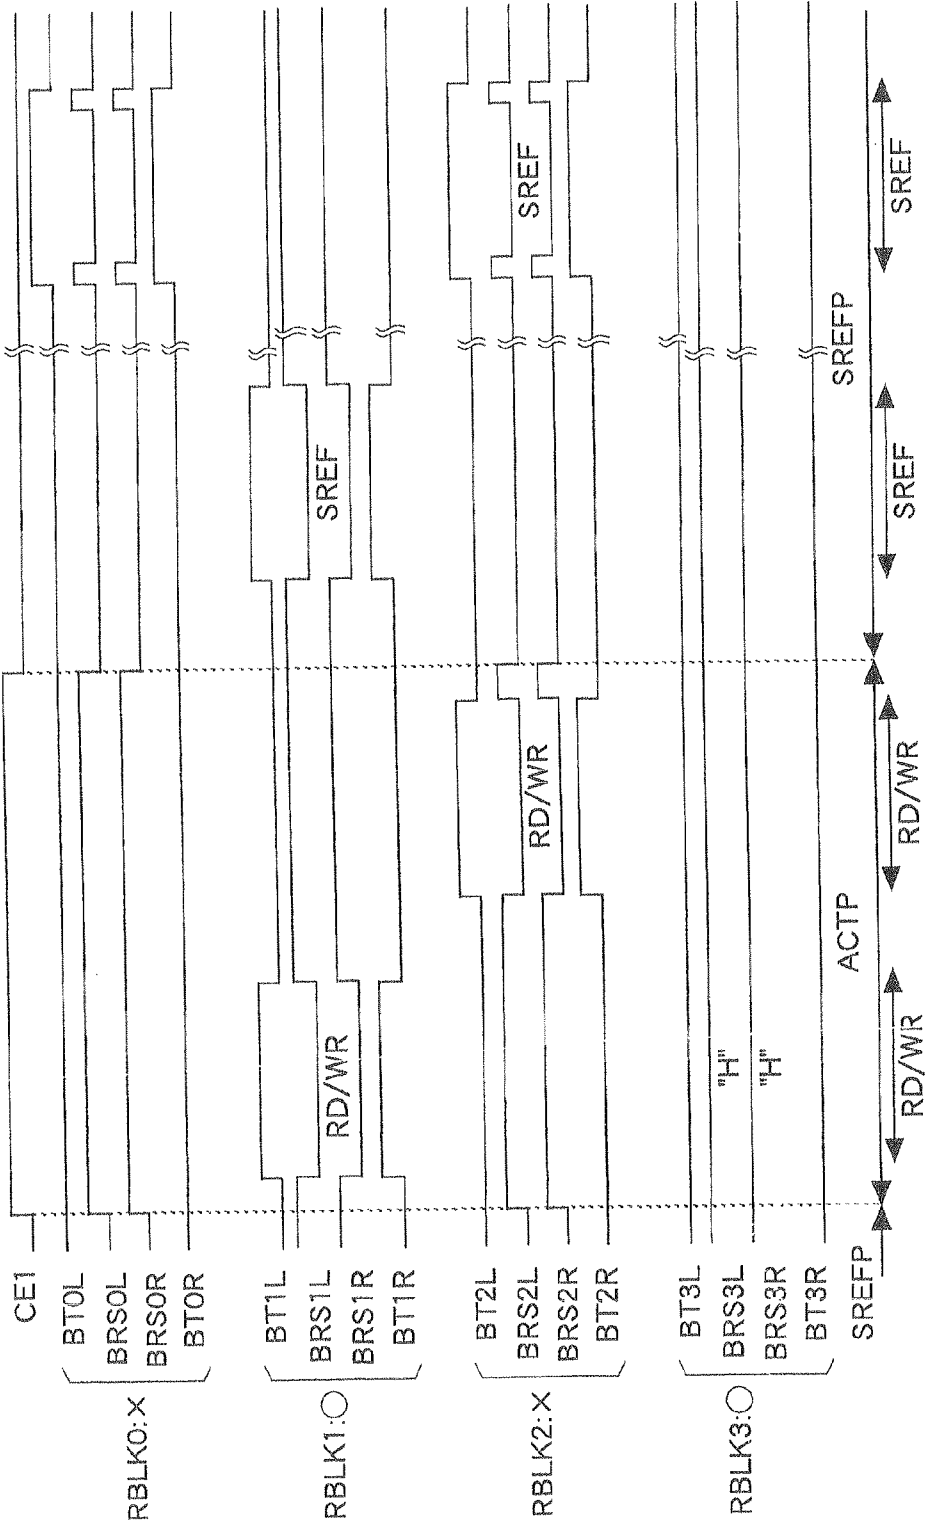 CE1
RBLK0:×
BT0L
BRS0L
BRS0R
BT0R
RBLK1:○
BT1L
BRS1L
BRS1R
BT1R
RD/WR
SREF
RBLK2:×
BT2L
BRS2L
BRS2R
BT2R
RD/WR
SREF
RBLK3:○
BT3L
BRS3L
BRS3R
BT3R
"H"
"H"
SREFP
ACTP
SREFP
RD/WR
RD/WR
SREF
SREF